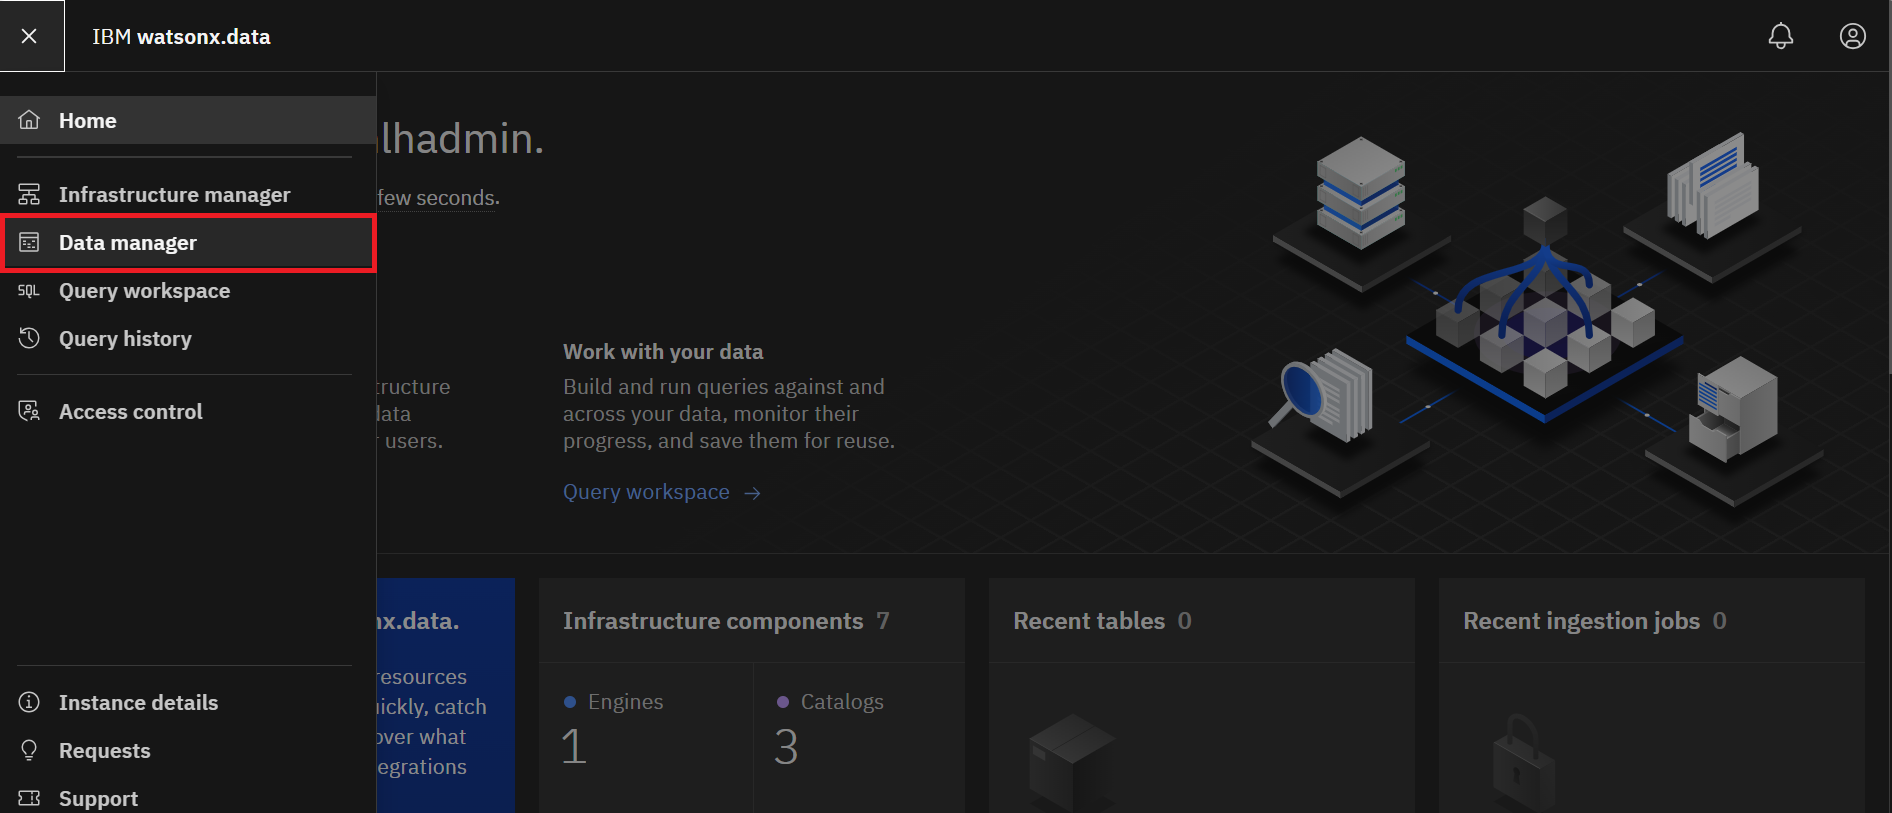 IBM watsonx.data
Home
Infrastructure manager
Data manager
SQL Query workspace
Query history
Access control
Instance details
Requests
Support
lhadmin.
few seconds.
ructure
data
users.
Work with your data
Build and run queries against and
across your data, monitor their
progress, and save them for reuse.
Query workspace →
x.data.
esources
ickly, catch
over what
egrations
Infrastructure components 7
Engines
1
Catalogs
3
Recent tables 0
Recent ingestion jobs 0